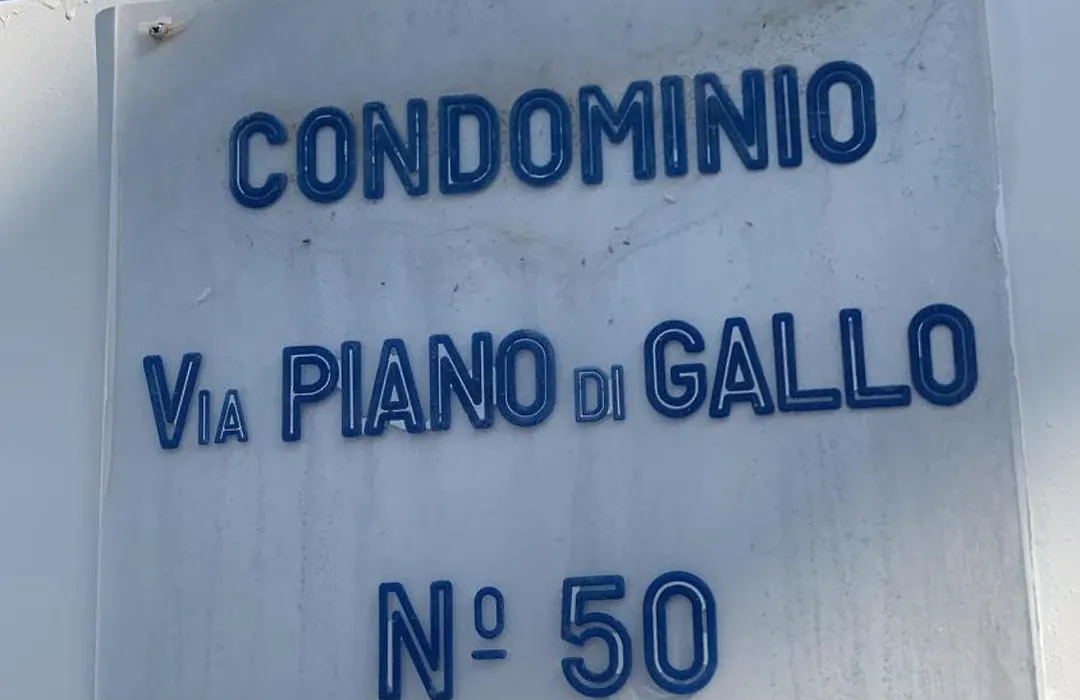 CONDOMINIO
VIA PIANO DI GALLO
Nº 50